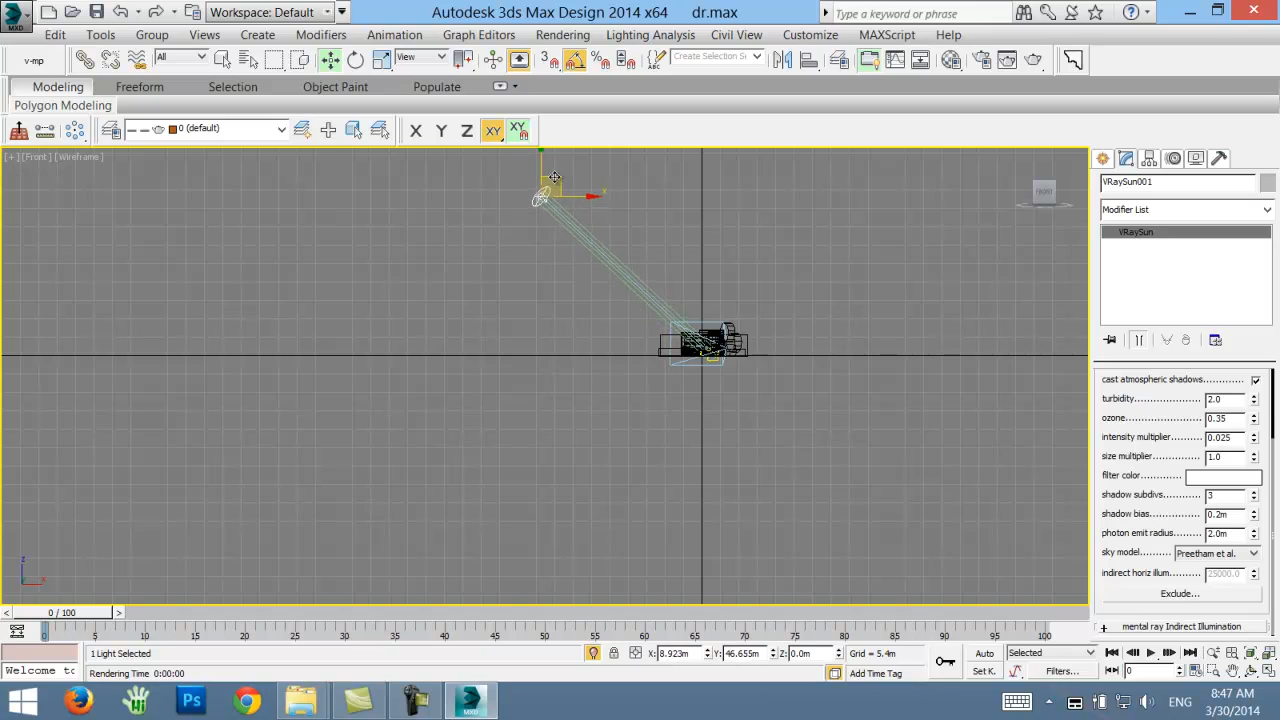 Workspace: Default
Autodesk 3ds Max Design 2014 x64 dr.max
Type a keyword or phrase
MXD
Edit Tools Group Views Create Modifiers Animation Graph Editors Rendering Lighting Analysis Civil View Customize MAXScript Help
All View Create Selection Se
Modeling Freeform Selection Object Paint Populate
Polygon Modeling
0 (default) X Y Z XY XY
[+] [Front] [Wireframe]
x
FRONT
z
x
VRaySun001
Modifier List
VRaySun
cast atmospheric shadows
turbidity 2.0
ozone 0.35
intensity multiplier 0.025
size multiplier 1.0
filter color
shadow subdivs 3
shadow bias 0.2m
photon emit radius 2.0m
sky model Preetham et al.
indirect horiz illum 25000.0
Exclude...
mental ray Indirect Illumination
< 0 / 100 >
0 5 10 15 20 25 30 35 40 45 50 55 60 65 70 75 80 85 90 95 100
1 Light Selected X: 8.923m Y: 46.655m Z: 0.0m Grid = 5.4m Auto Selected
Welcome to Rendering Time 0:00:00 Add Time Tag Set K. Filters... 0
Ps MXD ENG 8:47 AM
3/30/2014